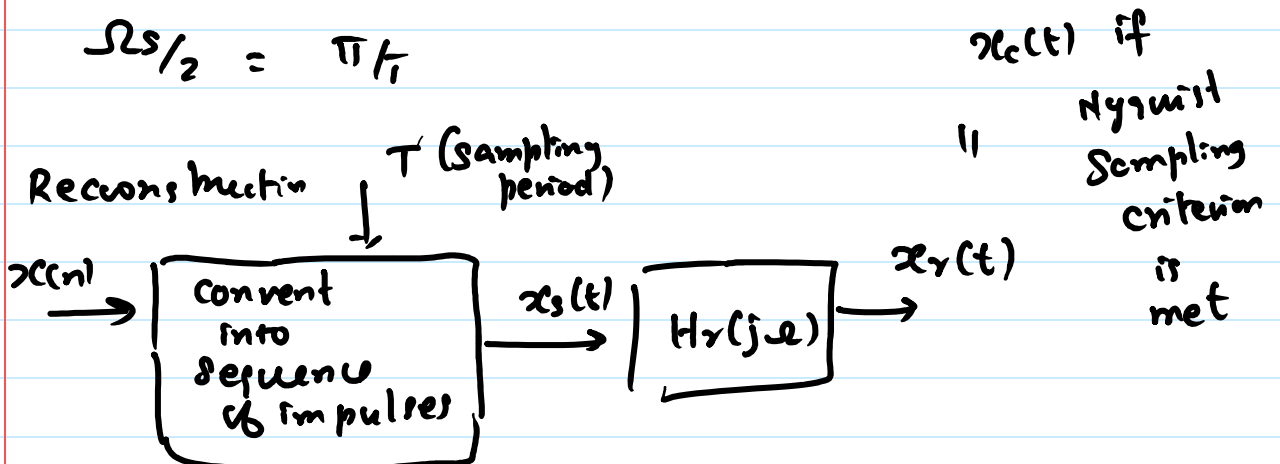 Ωs/2 = π/T
xc(t) if
Nyquist
Sampling
criterion
is
met
||
T (sampling
period)
Reconstruction
x(n)
convert
into
sequence
of impulses
xs(t)
Hr(jΩ)
xr(t)